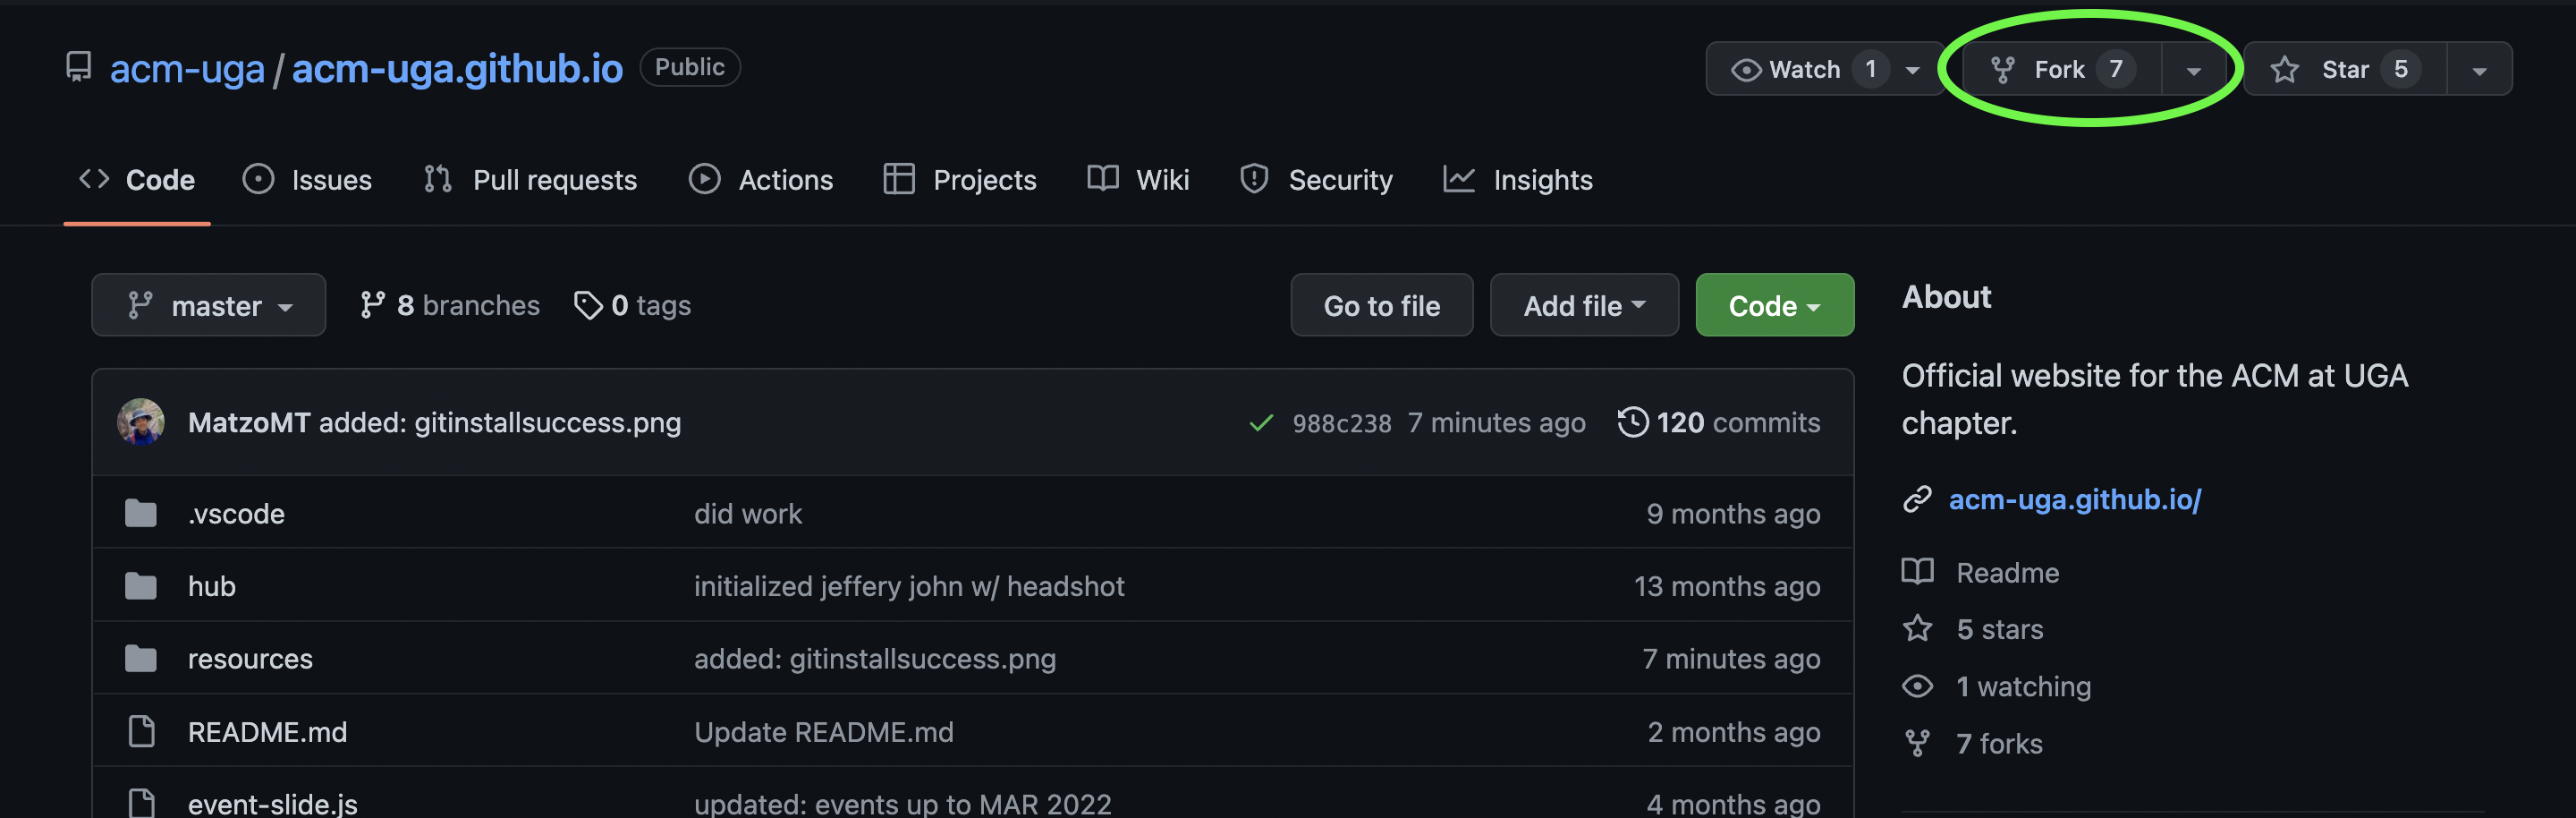 acm-uga / acm-uga.github.io Public Watch 1 Fork 7 Star 5
Code Issues Pull requests Actions Projects Wiki Security Insights
master 8 branches 0 tags Go to file Add file Code
About
Official website for the ACM at UGA
chapter.
acm-uga.github.io/
Readme
5 stars
1 watching
7 forks
MatzoMT added: gitinstallsuccess.png 988c238 7 minutes ago 120 commits
.vscode did work 9 months ago
hub initialized jeffery john w/ headshot 13 months ago
resources added: gitinstallsuccess.png 7 minutes ago
README.md Update README.md 2 months ago
event-slide.js updated: events up to MAR 2022 4 months ago